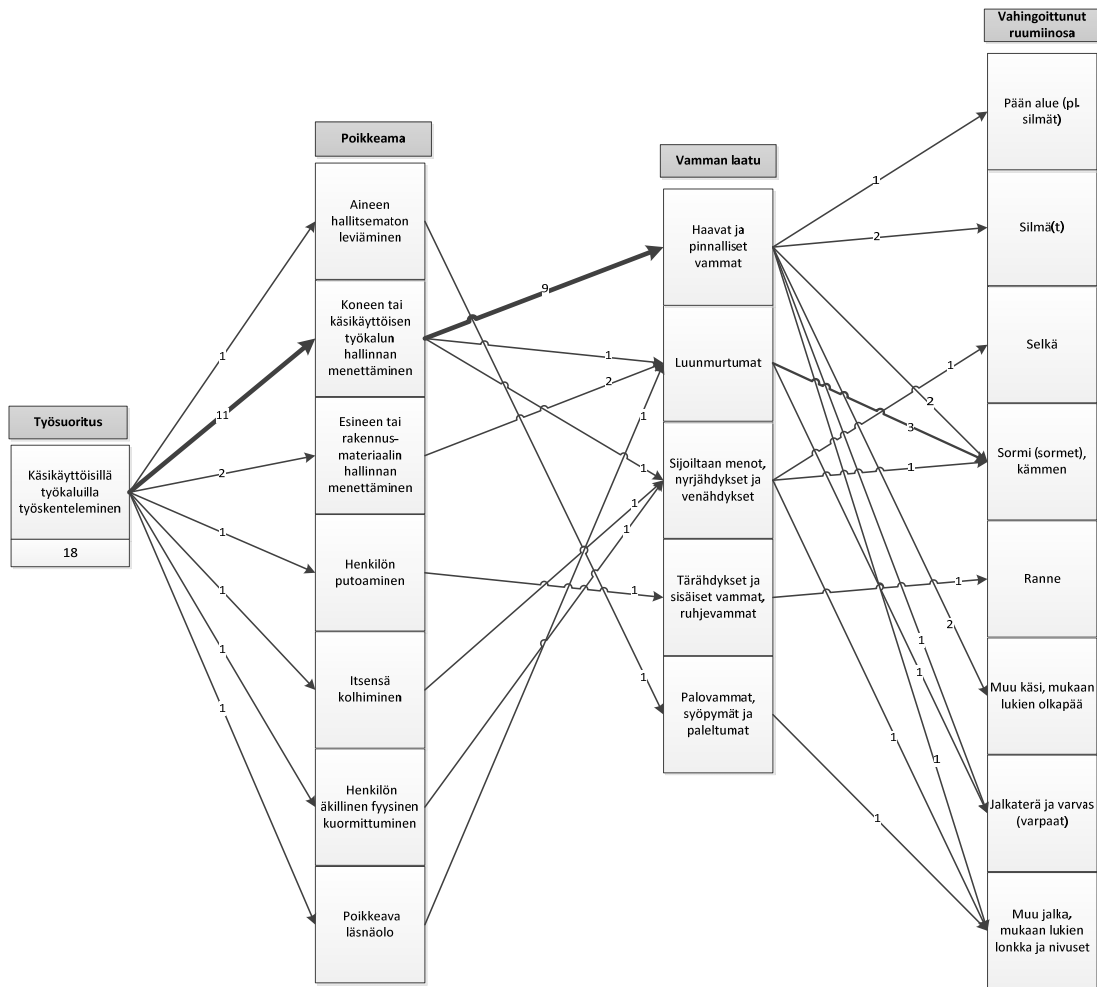 Työsuoritus
Käsikäyttöisillä
työkaluilla
työskenteleminen
18
1
11
2
1
1
1
1
Poikkeama
Aineen
hallitsematon
leviäminen
Koneen tai
käsikäyttöisen
työkalun
hallinnan
menettäminen
Esineen tai
rakennus-
materiaalin
hallinnan
menettäminen
Henkilön
putoaminen
Itsensä
kolhiminen
Henkilön
äkillinen fyysinen
kuormittuminen
Poikkeava
läsnäolo
9
1
2
1
1
1
1
1
1
Vamman laatu
Haavat ja
pinnalliset
vammat
Luunmurtumat
Sijoiltaan menot,
nyrjähdykset ja
venähdykset
Tärähdykset ja
sisäiset vammat,
ruhjevammat
Palovammat,
syöpymät ja
paleltumat
1
2
1
2
3
1
1
2
1
1
1
1
1
Vahingoittunut
ruumiinosa
Pään alue (pl.
silmät)
Silmä(t)
Selkä
Sormi (sormet),
kämmen
Ranne
Muu käsi, mukaan
lukien olkapää
Jalkaterä ja varvas
(varpaat)
Muu jalka,
mukaan lukien
lonkka ja nivuset